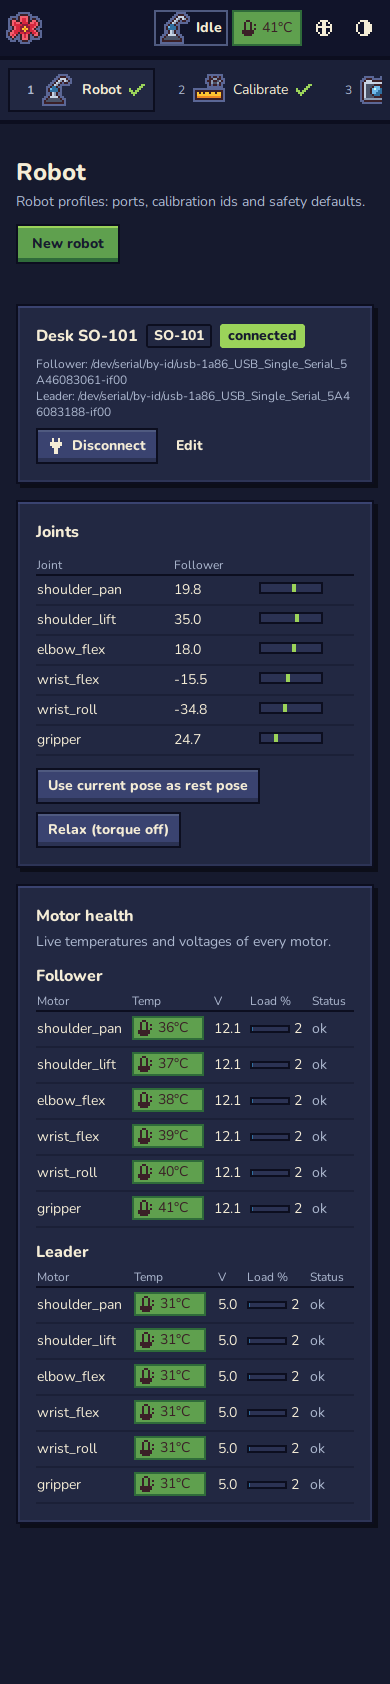 Idle
41°C
1 Robot
2 Calibrate
3
Robot
Robot profiles: ports, calibration ids and safety defaults.
New robot
Desk SO-101 SO-101 connected
Follower: /dev/serial/by-id/usb-1a86_USB_Single_Serial_5
A46083061-if00
Leader: /dev/serial/by-id/usb-1a86_USB_Single_Serial_5A4
6083188-if00
Disconnect Edit
Joints
Joint Follower
shoulder_pan 19.8
shoulder_lift 35.0
elbow_flex 18.0
wrist_flex -15.5
wrist_roll -34.8
gripper 24.7
Use current pose as rest pose
Relax (torque off)
Motor health
Live temperatures and voltages of every motor.
Follower
Motor Temp V Load % Status
shoulder_pan 36°C 12.1 2 ok
shoulder_lift 37°C 12.1 2 ok
elbow_flex 38°C 12.1 2 ok
wrist_flex 39°C 12.1 2 ok
wrist_roll 40°C 12.1 2 ok
gripper 41°C 12.1 2 ok
Leader
Motor Temp V Load % Status
shoulder_pan 31°C 5.0 2 ok
shoulder_lift 31°C 5.0 2 ok
elbow_flex 31°C 5.0 2 ok
wrist_flex 31°C 5.0 2 ok
wrist_roll 31°C 5.0 2 ok
gripper 31°C 5.0 2 ok